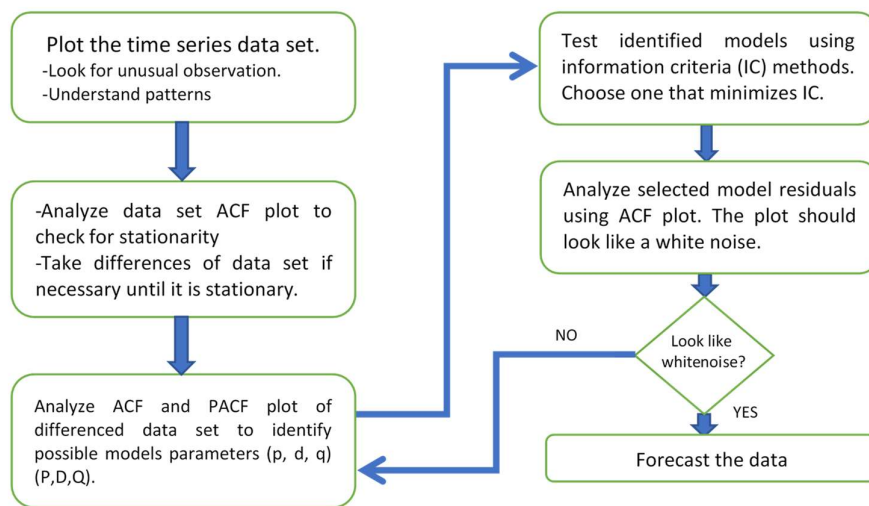 Plot the time series data set.
-Look for unusual observation.
-Understand patterns
-Analyze data set ACF plot to
check for stationarity
-Take differences of data set if
necessary until it is stationary.
Analyze ACF and PACF plot of
differenced data set to identify
possible models parameters (p, d, q)
(P,D,Q).
Test identified models using
information criteria (IC) methods.
Choose one that minimizes IC.
Analyze selected model residuals
using ACF plot. The plot should
look like a white noise.
Look like
whitenoise?
NO
YES
Forecast the data